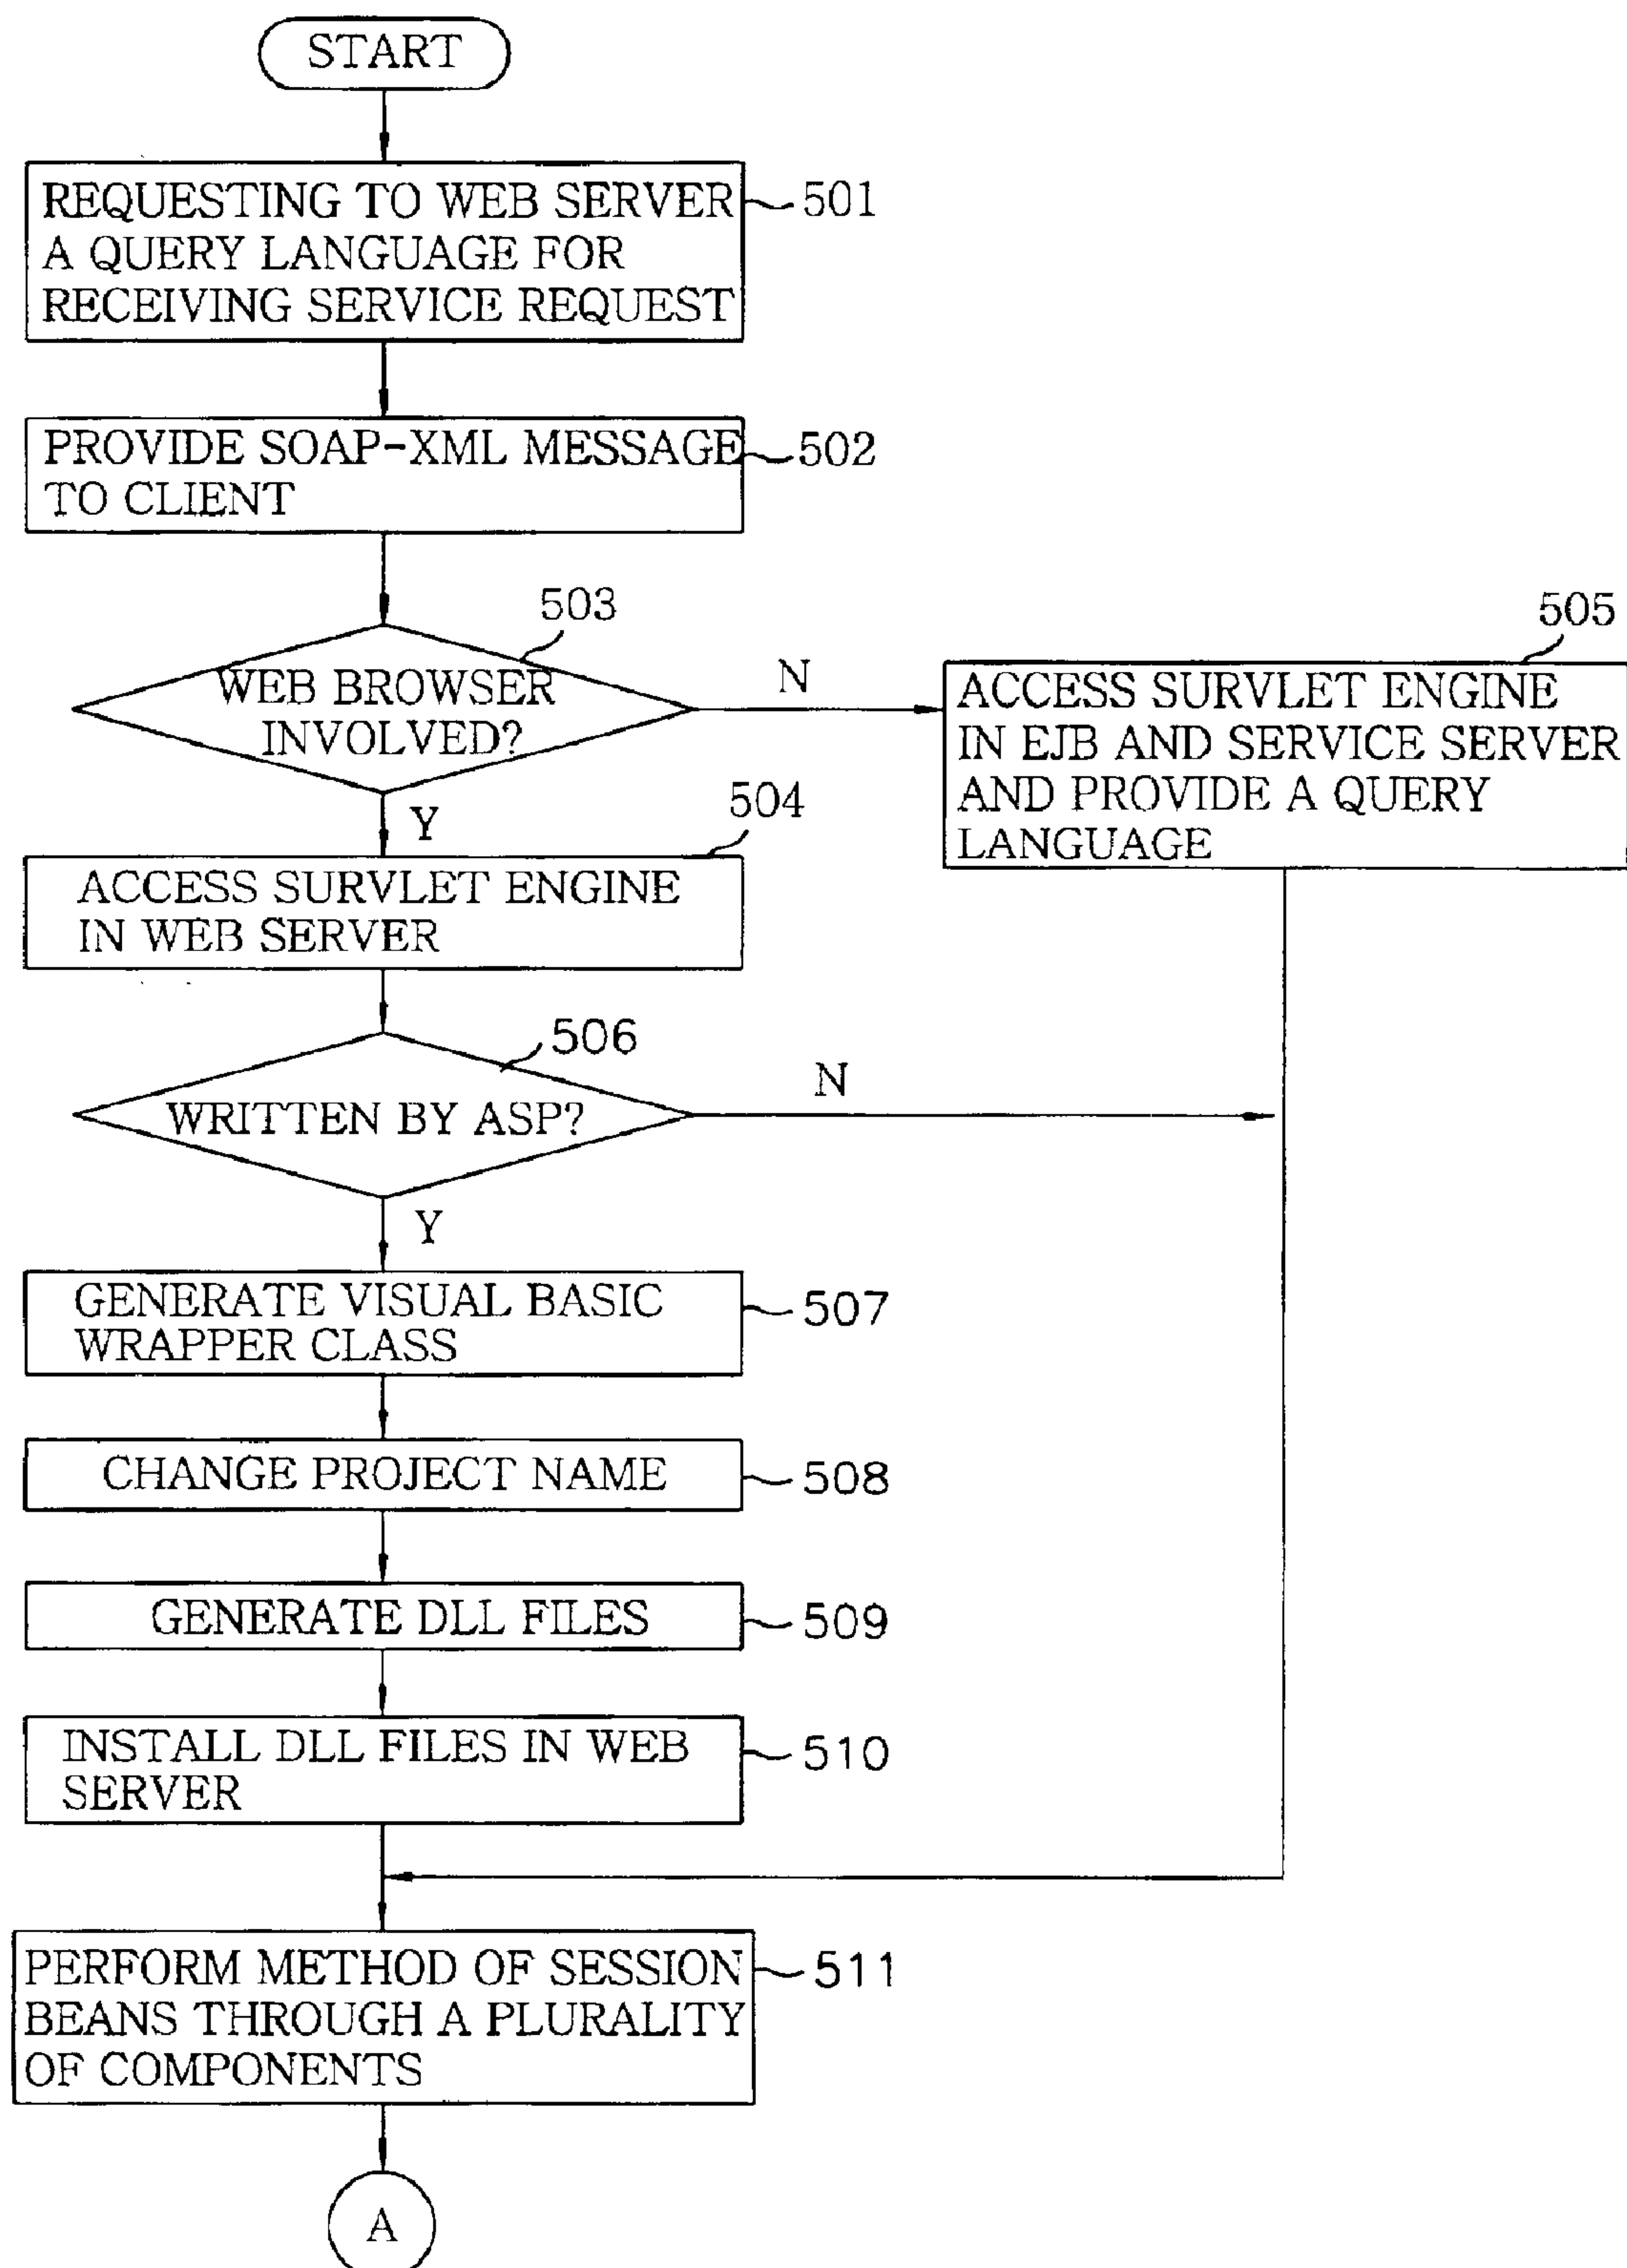 START
REQUESTING TO WEB SERVER
A QUERY LANGUAGE FOR
RECEIVING SERVICE REQUEST
501
PROVIDE SOAP-XML MESSAGE
TO CLIENT
502
503
WEB BROWSER
INVOLVED?
N
Y
505
ACCESS SURVLET ENGINE
IN EJB AND SERVICE SERVER
AND PROVIDE A QUERY
LANGUAGE
504
ACCESS SURVLET ENGINE
IN WEB SERVER
506
WRITTEN BY ASP?
N
Y
GENERATE VISUAL BASIC
WRAPPER CLASS
507
CHANGE PROJECT NAME
508
GENERATE DLL FILES
509
INSTALL DLL FILES IN WEB
SERVER
510
PERFORM METHOD OF SESSION
BEANS THROUGH A PLURALITY
OF COMPONENTS
511
A